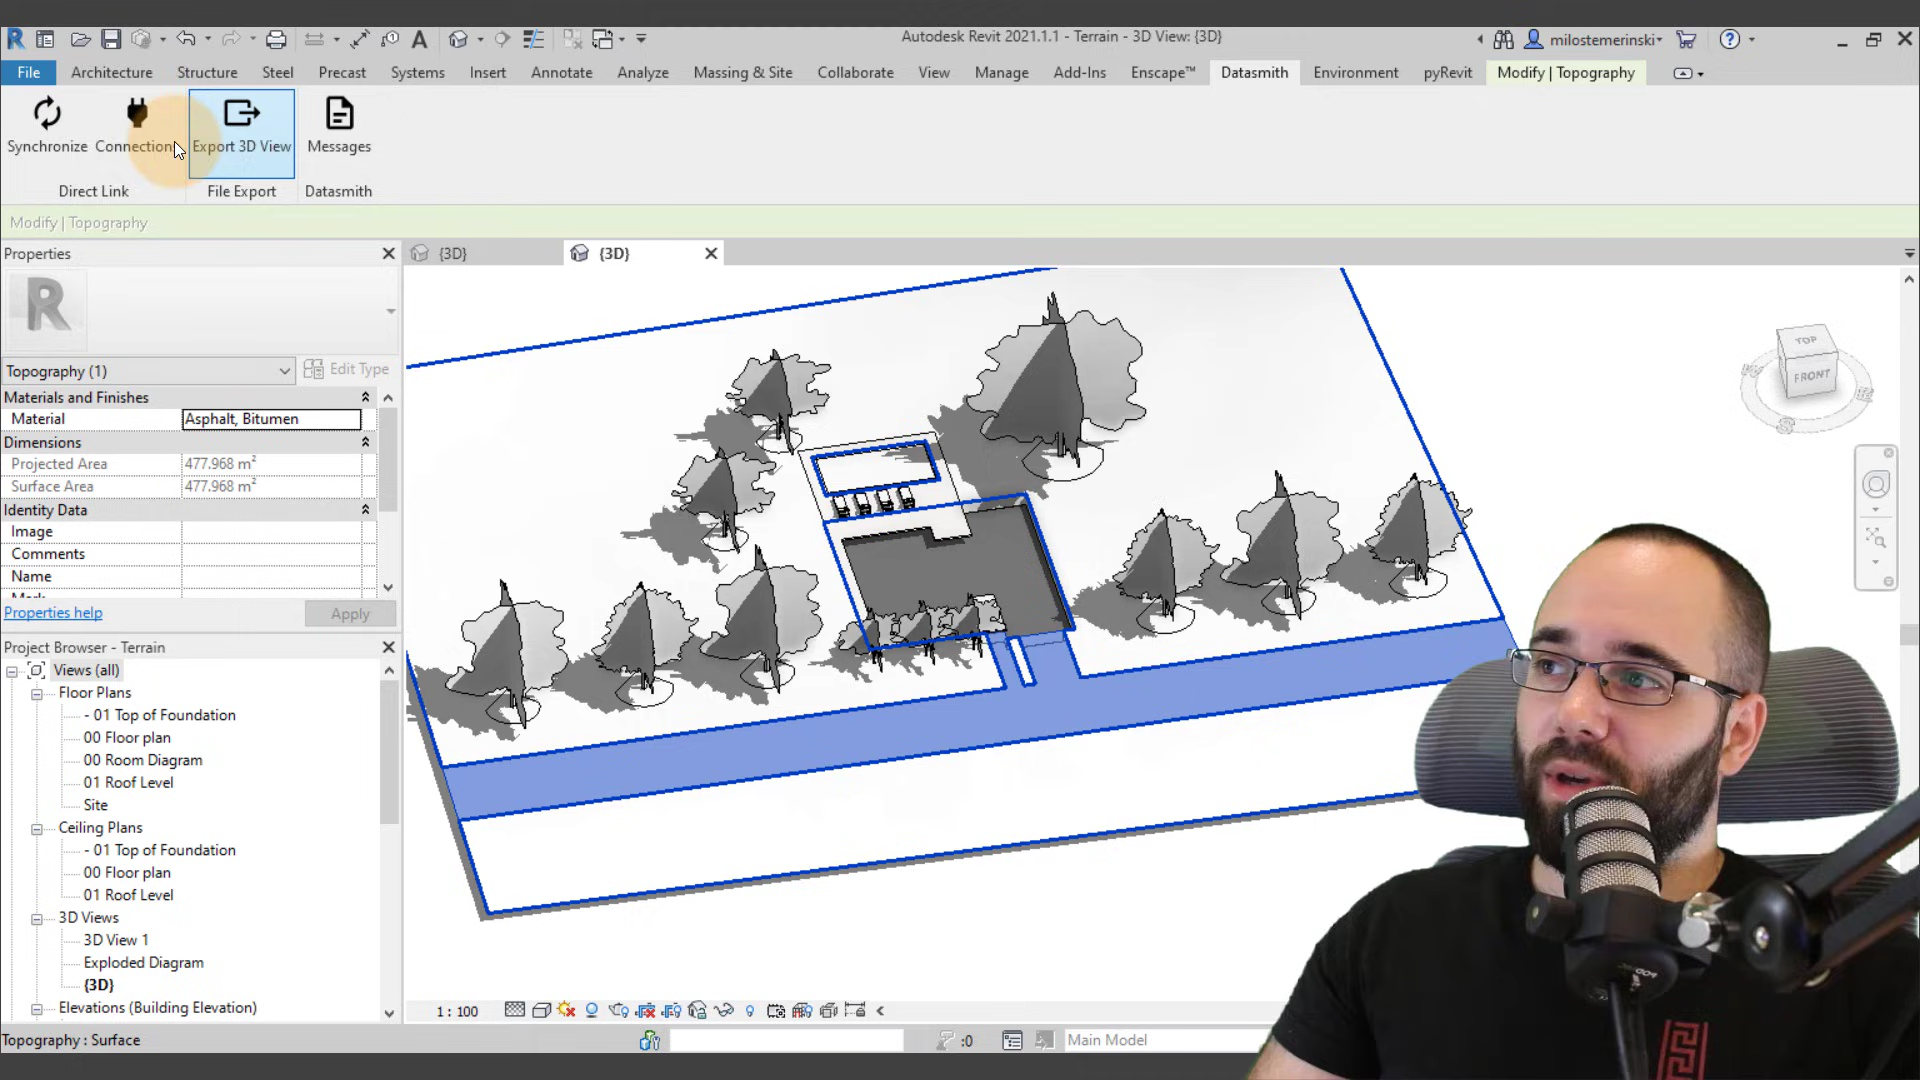 Autodesk Revit 2021.1.1 - Terrain - 3D View: {3D}
milostemerinski
File Architecture Structure Steel Precast Systems Insert Annotate Analyze Massing & Site Collaborate View Manage Add-Ins Enscape™ Datasmith Environment pyRevit Modify | Topography
Synchronize Connection Export 3D View Messages
Direct Link File Export Datasmith
Modify | Topography
Properties
{3D} {3D}
R
Topography (1) Edit Type
Materials and Finishes
Material Asphalt, Bitumen
Dimensions
Projected Area 477.968 m²
Surface Area 477.968 m²
Identity Data
Image
Comments
Name
Properties help Apply
TOP
FRONT
Project Browser - Terrain
Views (all)
Floor Plans
- 01 Top of Foundation
00 Floor plan
00 Room Diagram
01 Roof Level
Site
Ceiling Plans
- 01 Top of Foundation
00 Floor plan
01 Roof Level
3D Views
3D View 1
Exploded Diagram
{3D}
Elevations (Building Elevation)
1 : 100
Topography : Surface
:0
Main Model